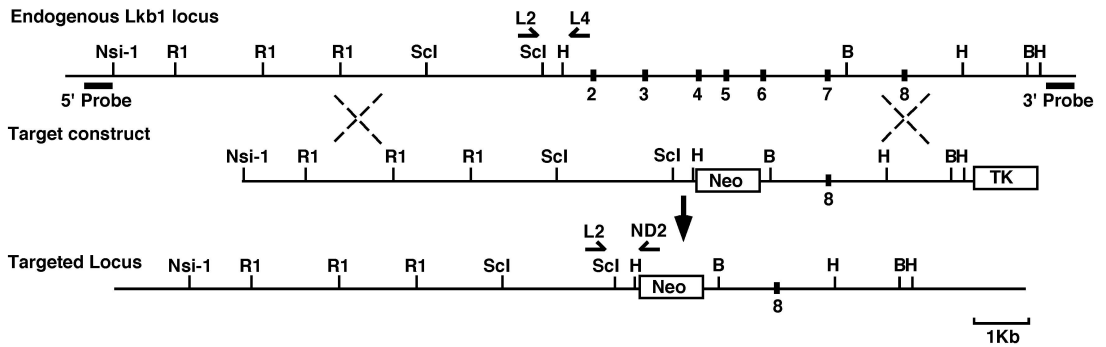 Endogenous Lkb1 locus
L2 L4
Nsi-1 R1 R1 R1 ScI ScI H B H BH
5' Probe 2 3 4 5 6 7 8 3' Probe
Target construct
Nsi-1 R1 R1 R1 ScI ScI H B H BH
Neo TK
8
L2 ND2
Targeted Locus Nsi-1 R1 R1 R1 ScI ScI H B H BH
Neo
8
1Kb